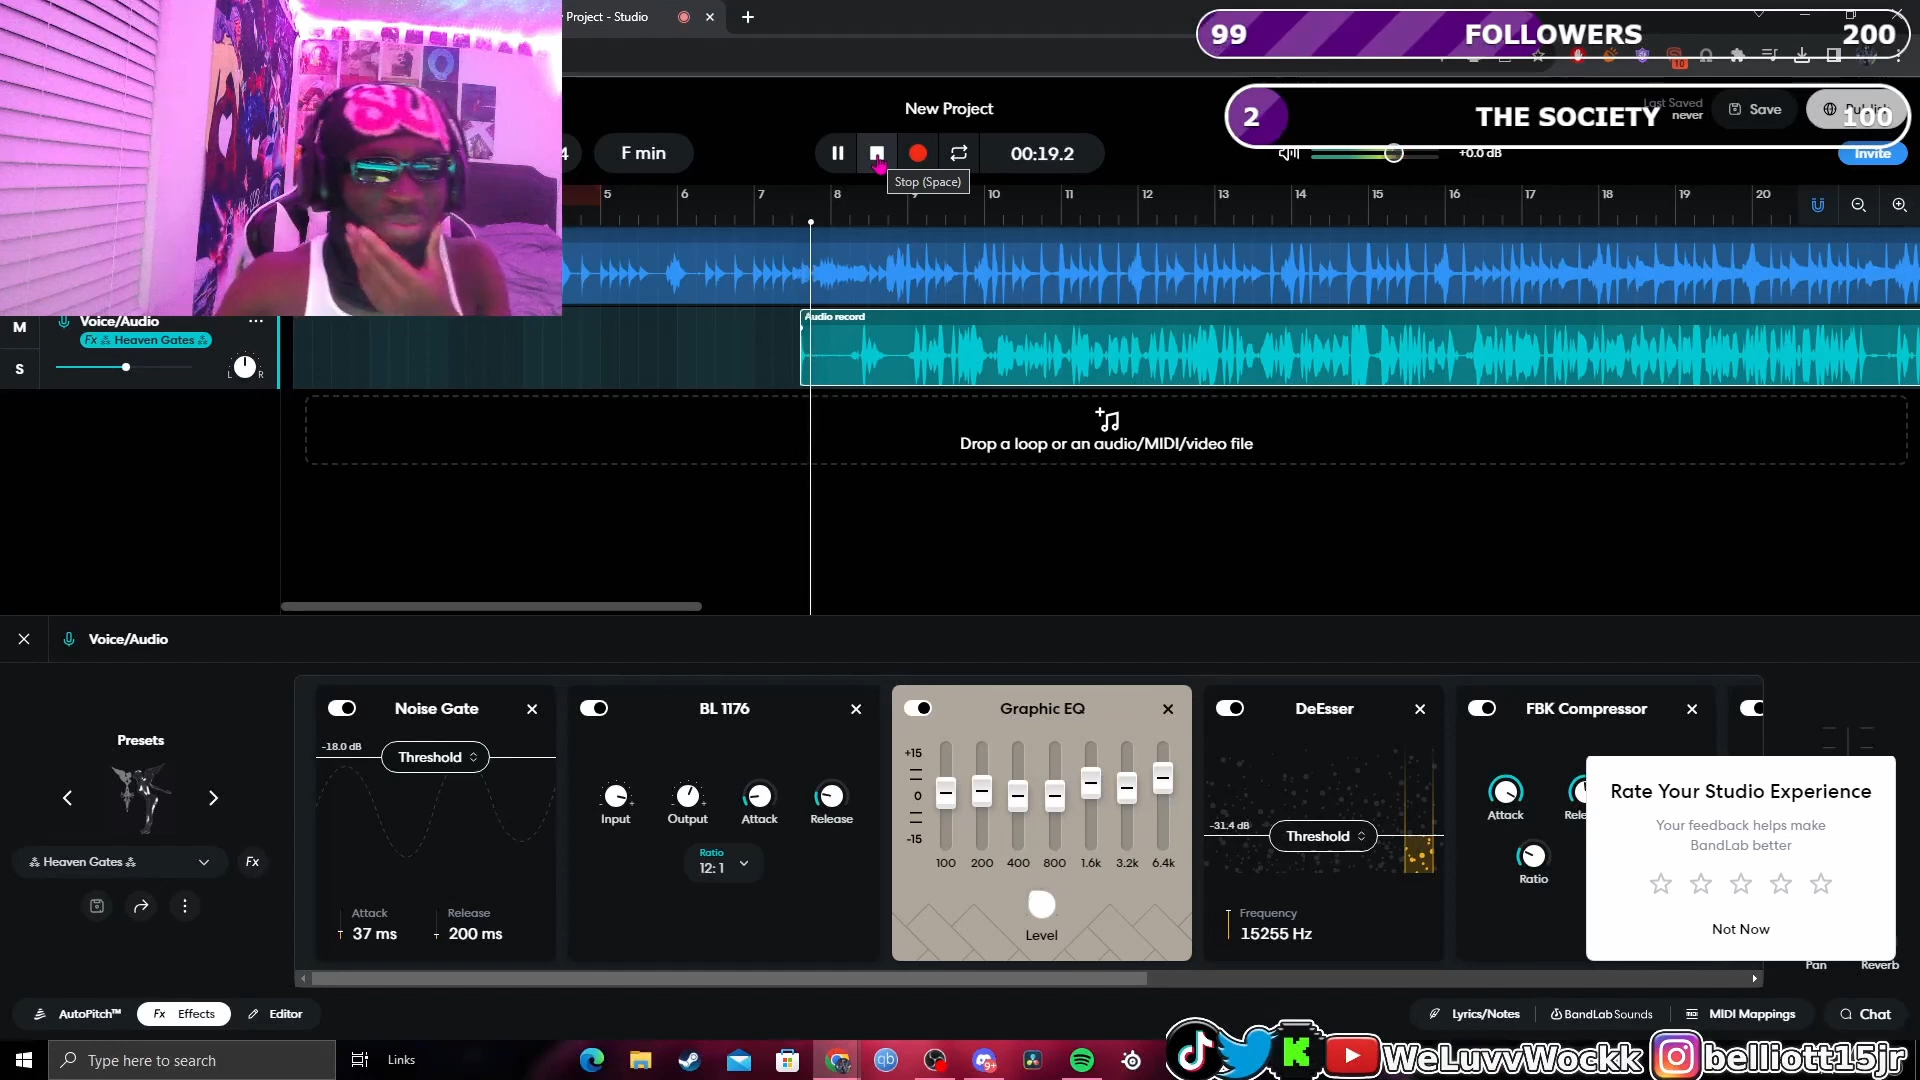 Project - Studio
99 FOLLOWERS 200
New Project
2 THE SOCIETY 100
Last Saved
never
Save
4
F min
00:19.2
+0.0 dB
Invite
Stop (Space)
5 6 7 8 9 10 11 12 13 14 15 16 17 18 19 20
SU
M
Voice/Audio
Fx ⁂ Heaven Gates ⁂
S
L R
Audio record
Drop a loop or an audio/MIDI/video file
Voice/Audio
Presets
⁂ Heaven Gates ⁂
Fx
Noise Gate
-18.0 dB
Threshold
Attack
37 ms
Release
200 ms
BL 1176
Input Output Attack Release
Ratio
12: 1
Graphic EQ
+15
0
-15
100 200 400 800 1.6k 3.2k 6.4k
Level
DeEsser
-31.4 dB
Threshold
Frequency
15255 Hz
FBK Compressor
Attack
Ratio
Rate Your Studio Experience
Your feedback helps make
BandLab better
Not Now
Pan Reverb
AutoPitch™
Fx Effects
Editor
Lyrics/Notes
BandLab Sounds
MIDI Mappings
Chat
Type here to search
Links
qb
9+
K
WeLuvvWockk
belliott15jr
10